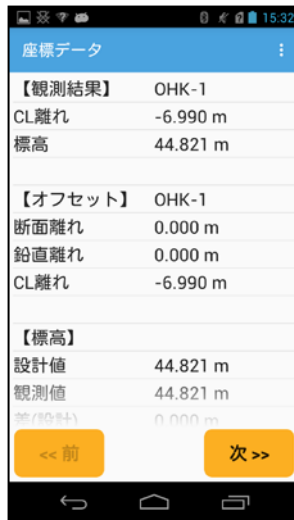 15:32
座標データ
【観測結果】 OHK-1
CL離れ -6.990 m
標高 44.821 m
【オフセット】 OHK-1
断面離れ 0.000 m
鉛直離れ 0.000 m
CL離れ -6.990 m
【標高】
設計値 44.821 m
観測値 44.821 m
差(設計) 0.000 m
<< 前 次 >>